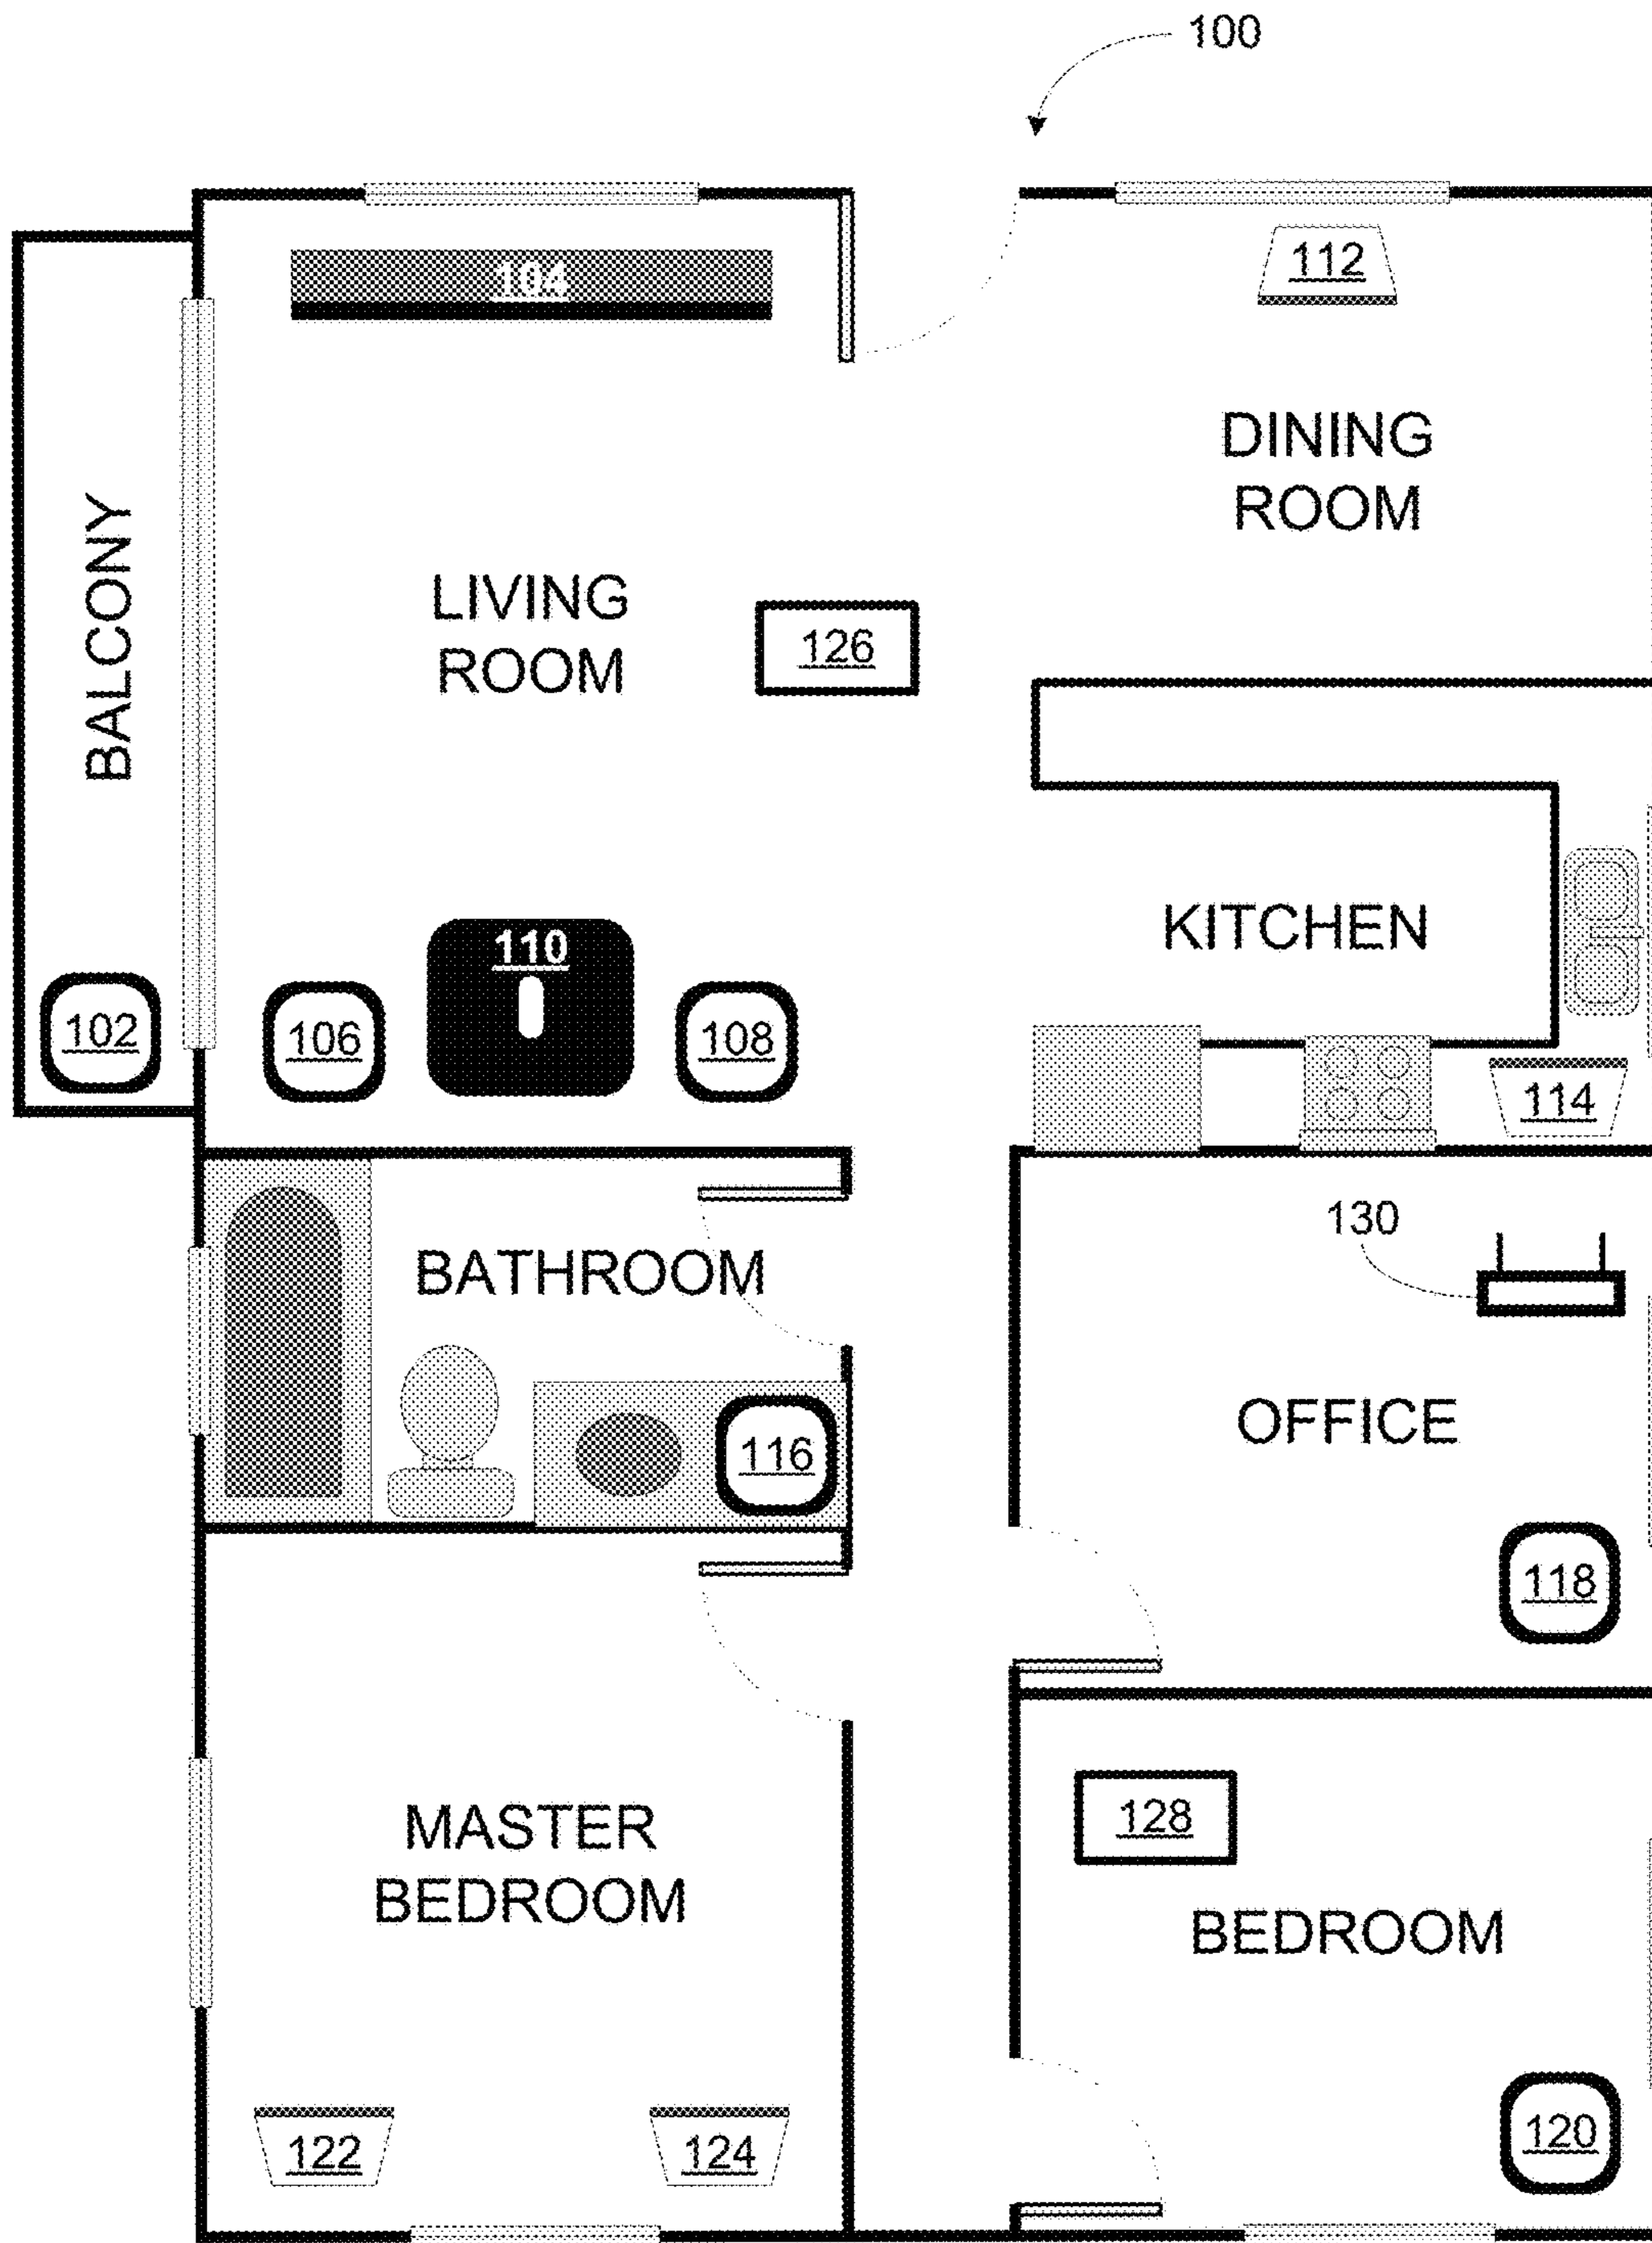 100
104
112
DINING
ROOM
BALCONY
LIVING
ROOM
126
KITCHEN
110
102
106
108
114
BATHROOM
130
OFFICE
116
118
MASTER
BEDROOM
128
BEDROOM
122
124
120